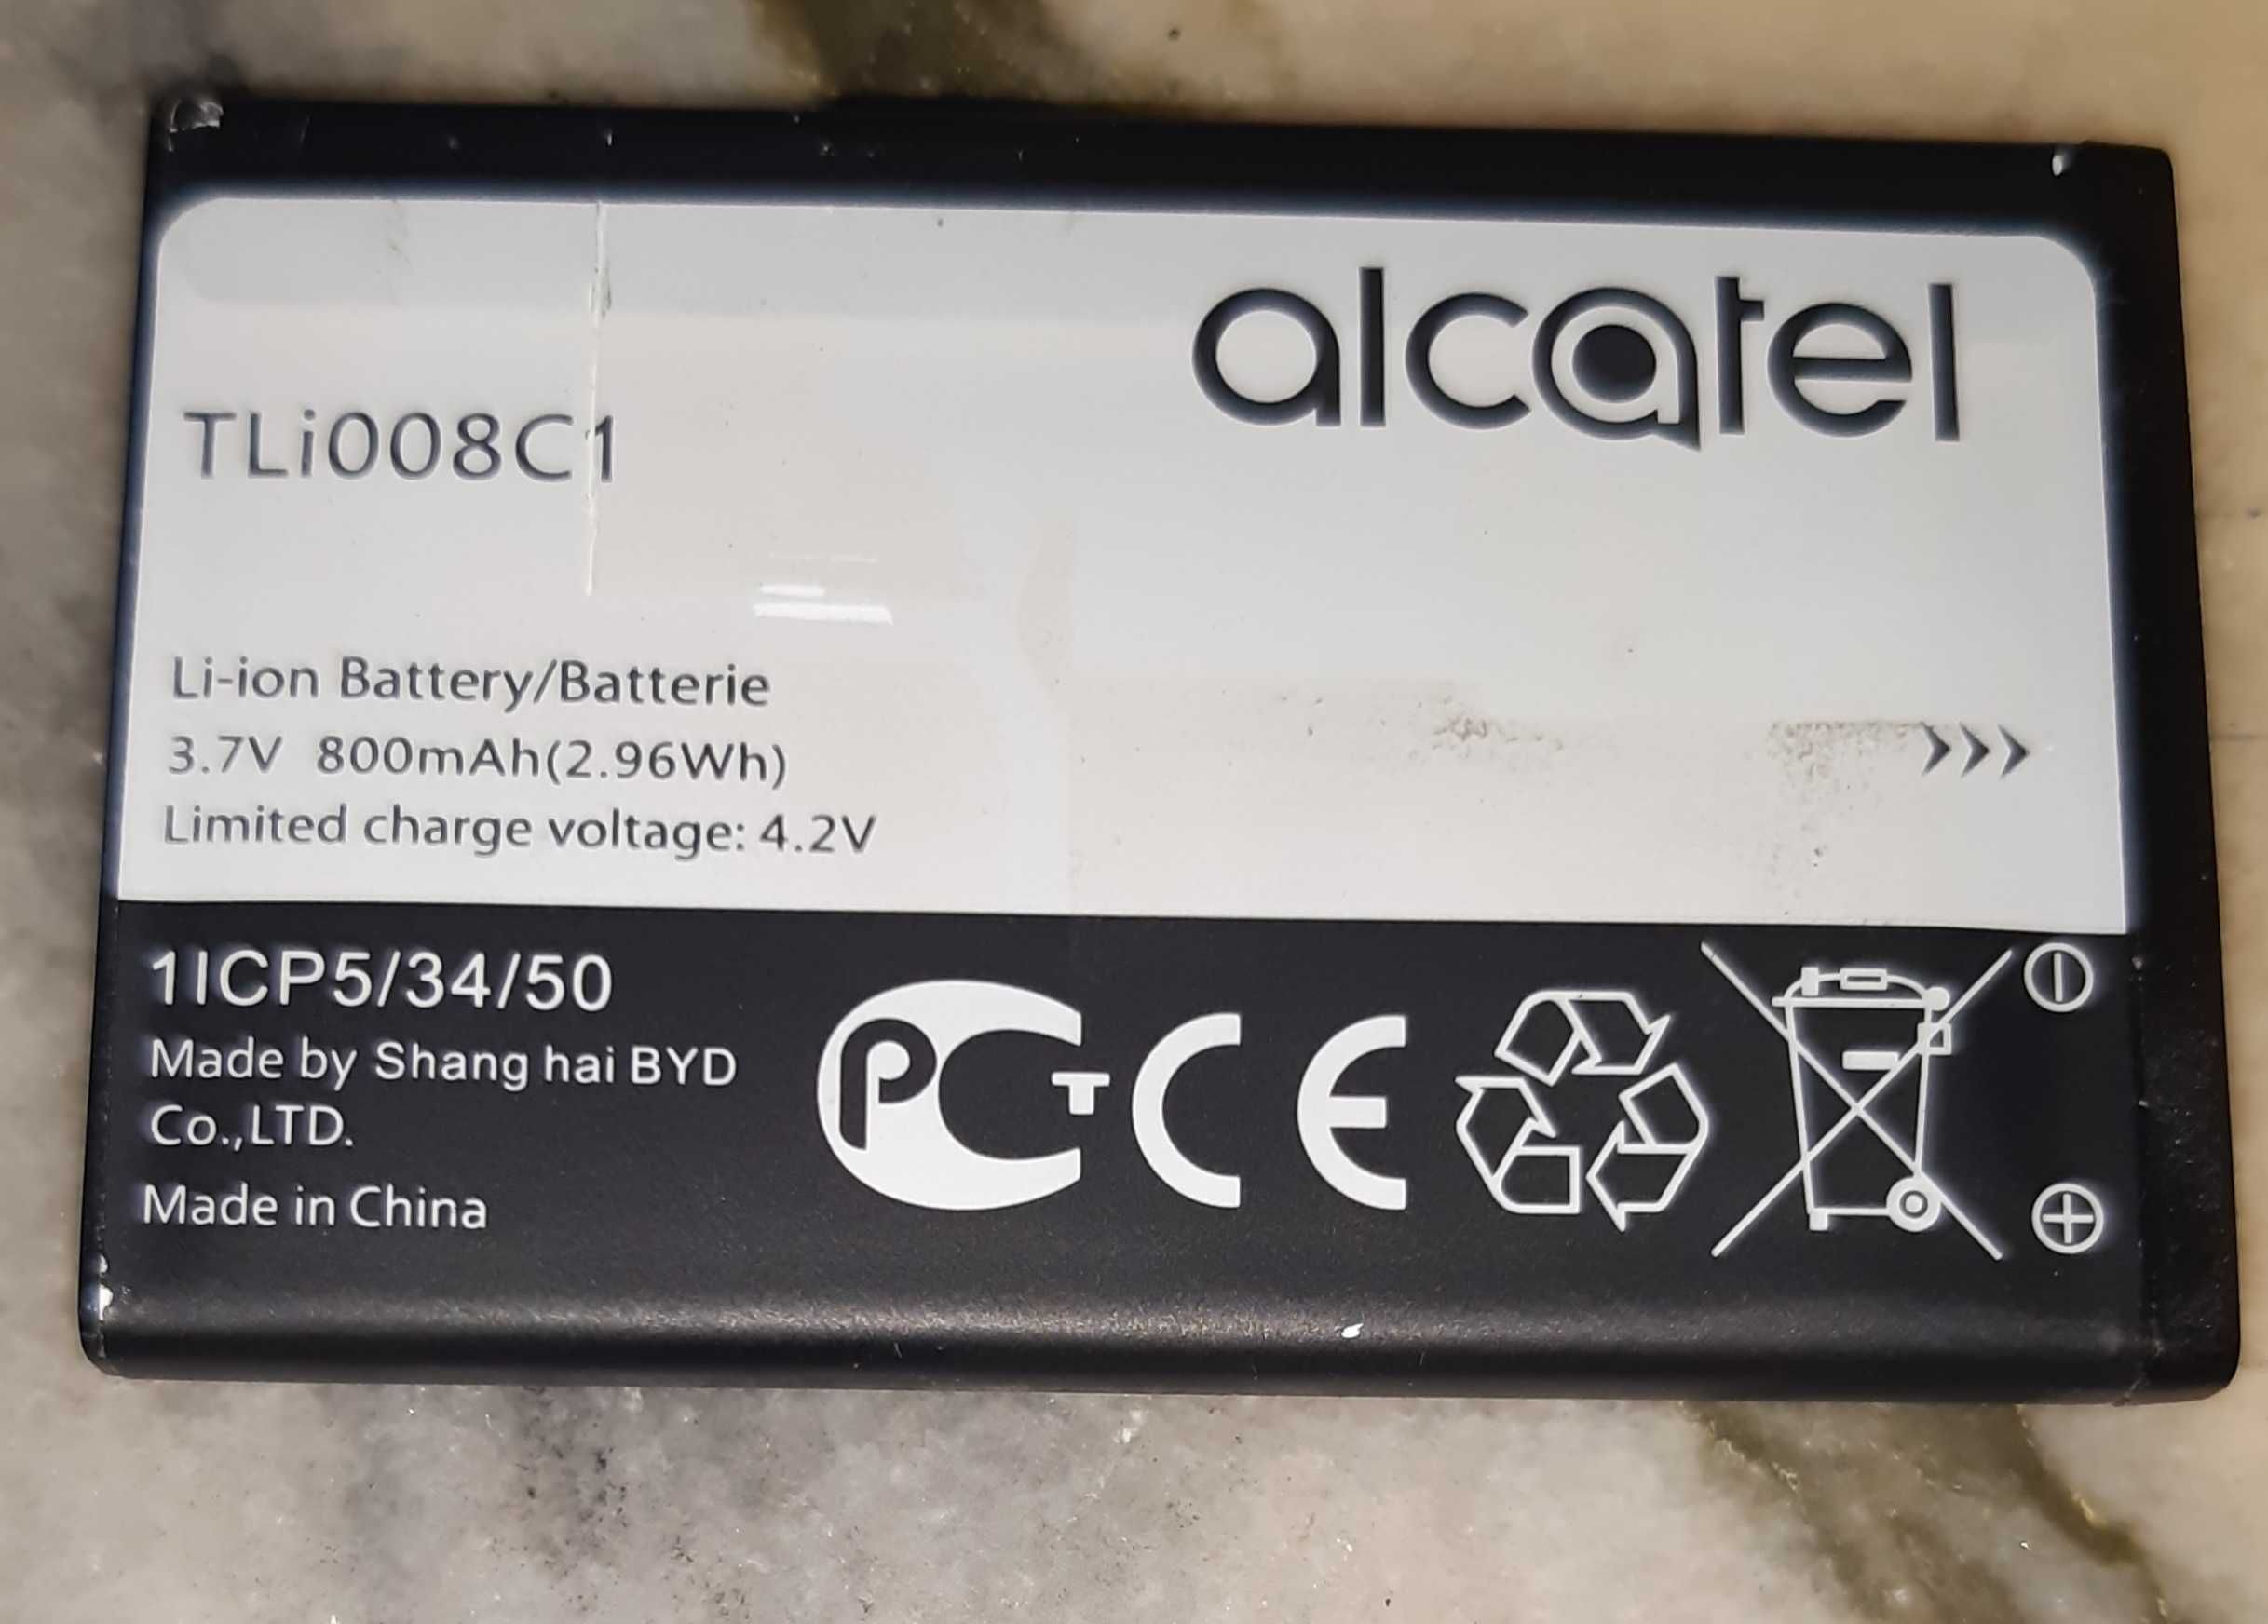 alcatel
TLi008C1
Li-ion Battery/Batterie
3.7V 800mAh(2.96Wh)
Limited charge voltage: 4.2V
>>>
1ICP5/34/50
Made by Shang hai BYD
Co.,LTD.
Made in China
PCT CE